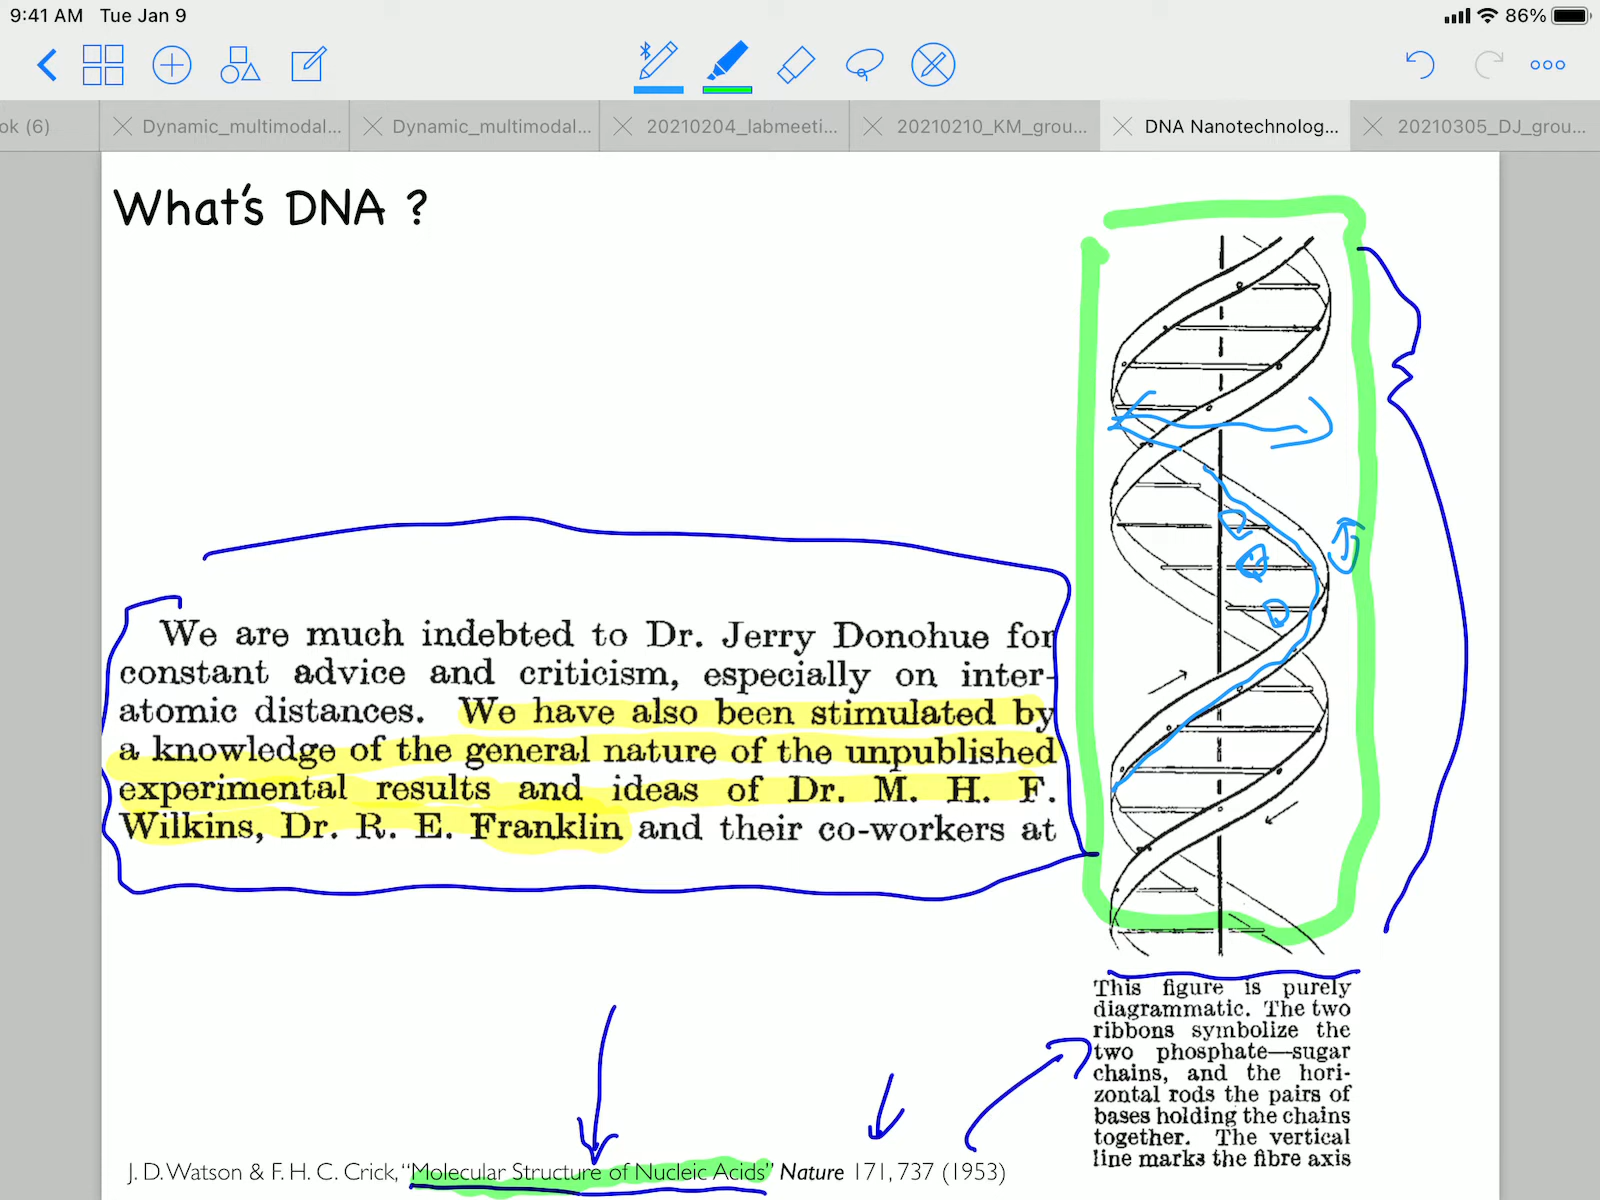 9:41 AM Tue Jan 9
86%
ok (6)
Dynamic_multimodal...
Dynamic_multimodal...
20210204_labmeeti...
20210210_KM_grou...
DNA Nanotechnolog...
20210305_DJ_grou...
What's DNA ?
We are much indebted to Dr. Jerry Donohue for
constant advice and criticism, especially on inter-
atomic distances. We have also been stimulated by
a knowledge of the general nature of the unpublished
experimental results and ideas of Dr. M. H. F.
Wilkins, Dr. R. E. Franklin and their co-workers at
This figure is purely
diagrammatic. The two
ribbons symbolize the
two phosphate—sugar
chains, and the hori-
zontal rods the pairs of
bases holding the chains
together. The vertical
line marks the fibre axis
J. D. Watson & F. H. C. Crick, “Molecular Structure of Nucleic Acids” Nature 171, 737 (1953)